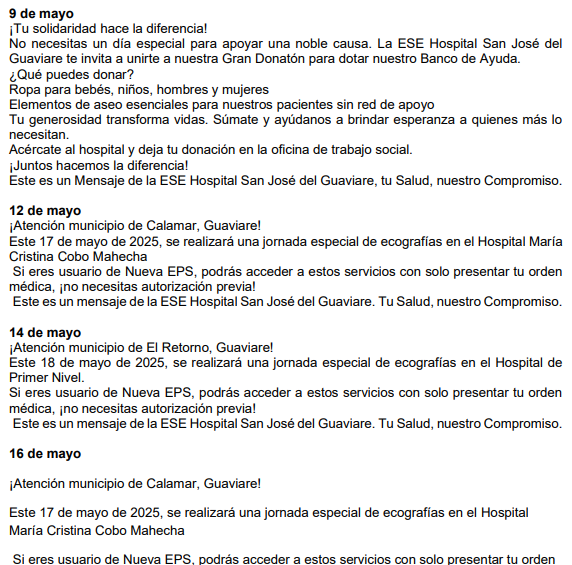 9 de mayo
¡Tu solidaridad hace la diferencia!
No necesitas un día especial para apoyar una noble causa. La ESE Hospital San José del
Guaviare te invita a unirte a nuestra Gran Donatón para dotar nuestro Banco de Ayuda.
¿Qué puedes donar?
Ropa para bebés, niños, hombres y mujeres
Elementos de aseo esenciales para nuestros pacientes sin red de apoyo
Tu generosidad transforma vidas. Súmate y ayúdanos a brindar esperanza a quienes más lo
necesitan.
Acércate al hospital y deja tu donación en la oficina de trabajo social.
¡Juntos hacemos la diferencia!
Este es un Mensaje de la ESE Hospital San José del Guaviare, tu Salud, nuestro Compromiso.
12 de mayo
¡Atención municipio de Calamar, Guaviare!
Este 17 de mayo de 2025, se realizará una jornada especial de ecografías en el Hospital María
Cristina Cobo Mahecha
Si eres usuario de Nueva EPS, podrás acceder a estos servicios con solo presentar tu orden
médica, ¡no necesitas autorización previa!
Este es un mensaje de la ESE Hospital San José del Guaviare. Tu Salud, nuestro Compromiso.
14 de mayo
¡Atención municipio de El Retorno, Guaviare!
Este 18 de mayo de 2025, se realizará una jornada especial de ecografías en el Hospital de
Primer Nivel.
Si eres usuario de Nueva EPS, podrás acceder a estos servicios con solo presentar tu orden
médica, ¡no necesitas autorización previa!
Este es un mensaje de la ESE Hospital San José del Guaviare. Tu Salud, nuestro Compromiso.
16 de mayo
¡Atención municipio de Calamar, Guaviare!
Este 17 de mayo de 2025, se realizará una jornada especial de ecografías en el Hospital
María Cristina Cobo Mahecha
Si eres usuario de Nueva EPS, podrás acceder a estos servicios con solo presentar tu orden